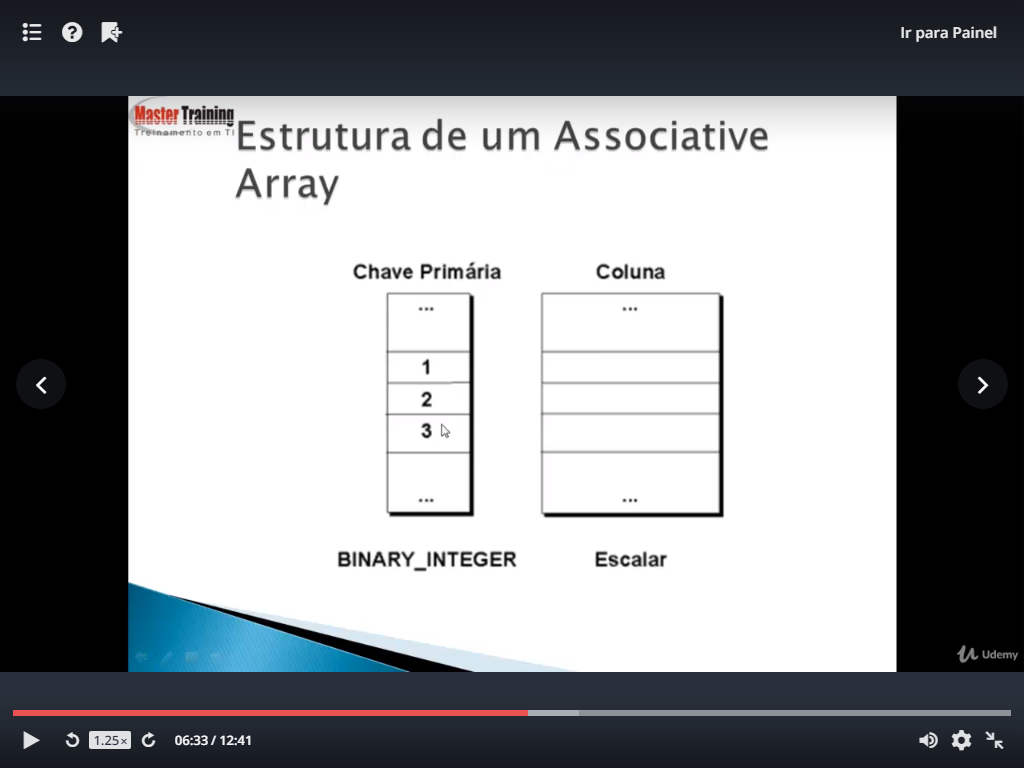 Ir para Painel
Master Training
Treinamento em TI
Estrutura de um Associative
Array
Chave Primária
Coluna
...
...
1
2
3
...
...
BINARY_INTEGER
Escalar
Udemy
1.25×
06:33 / 12:41